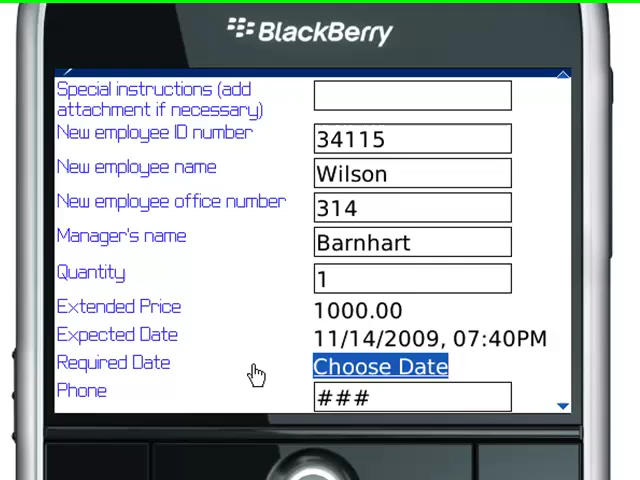 BlackBerry
Special instructions (add
attachment if necessary)
New employee ID number
34115
New employee name
Wilson
New employee office number
314
Manager's name
Barnhart
Quantity
1
Extended Price
1000.00
Expected Date
11/14/2009, 07:40PM
Required Date
Choose Date
Phone
###